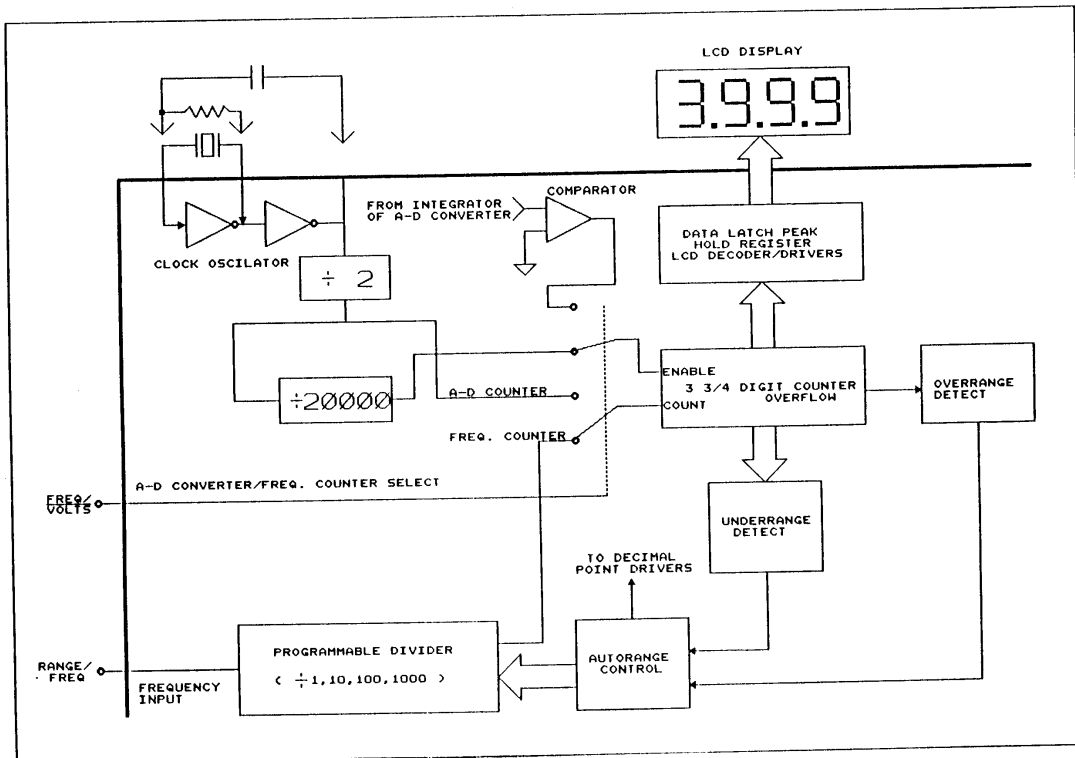 LCD DISPLAY
3.9.9.9
COMPARATOR
FROM INTEGRATOR
OF A-D CONVERTER
DATA LATCH PEAK
HOLD REGISTER
LCD DECODER/DRIVERS
CLOCK OSCILATOR
÷ 2
÷20000
A-D COUNTER
FREQ. COUNTER
ENABLE
3 3/4 DIGIT COUNTER
OVERFLOW
COUNT
OVERRANGE
DETECT
A-D CONVERTER/FREQ. COUNTER SELECT
FREQ/
VOLTS
UNDERRANGE
DETECT
TO DECIMAL
POINT DRIVERS
RANGE/
FREQ
FREQUENCY
INPUT
PROGRAMMABLE DIVIDER
( ÷1,10,100,1000 )
AUTORANGE
CONTROL